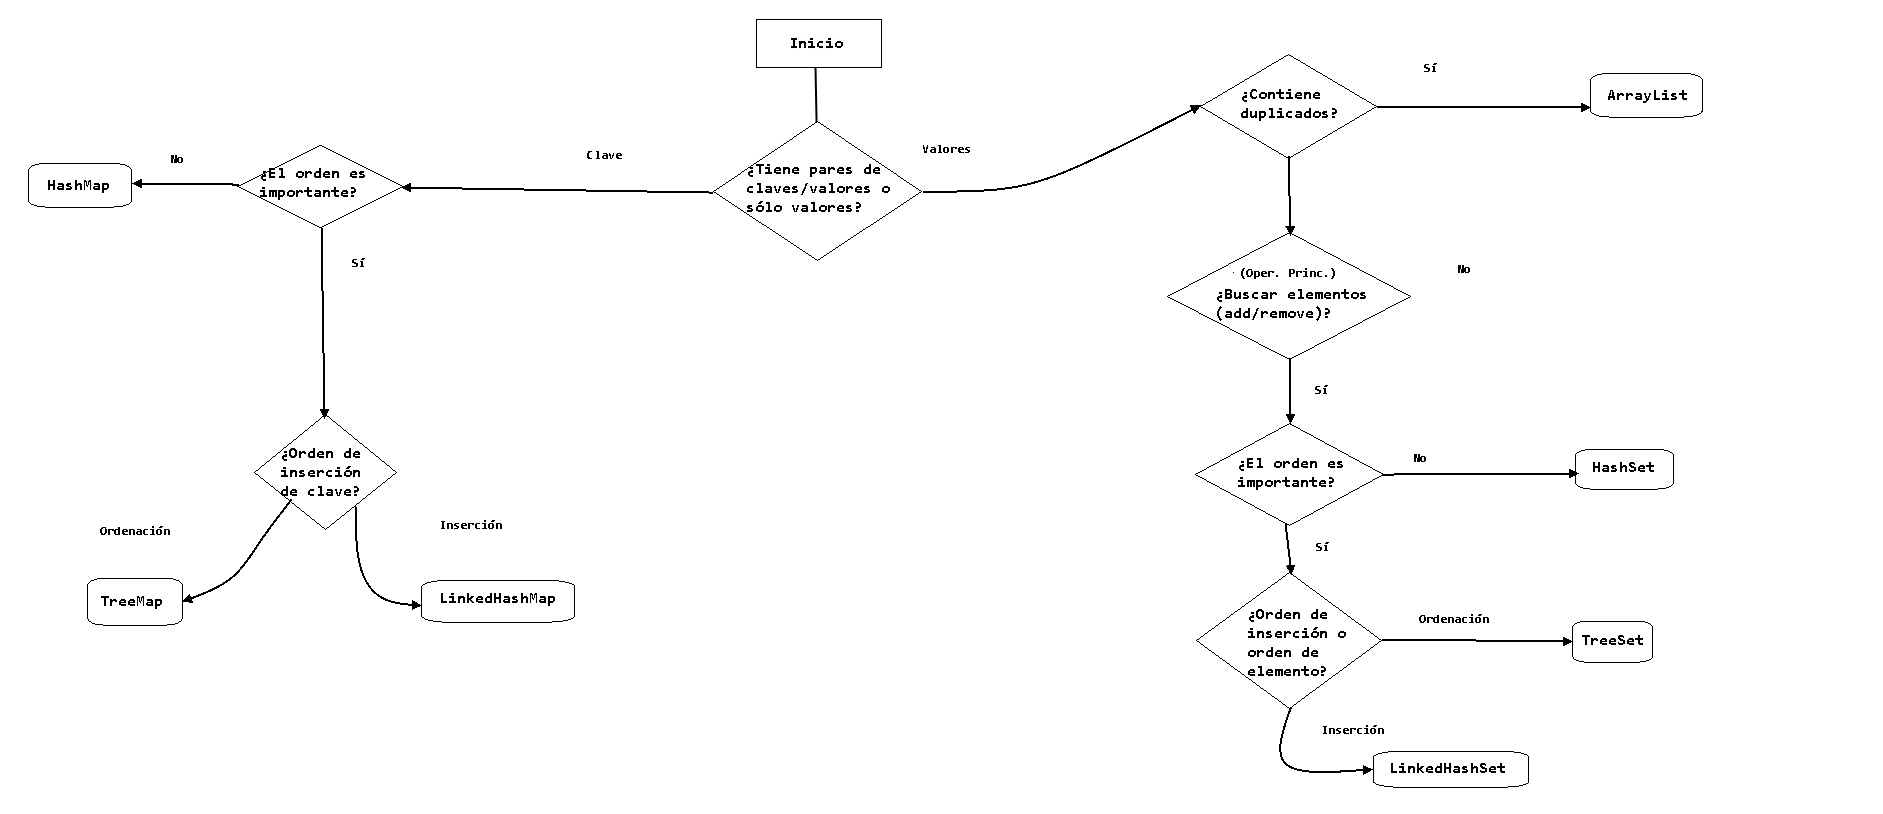 Inicio
¿Contiene
duplicados?
Sí
ArrayList
¿Tiene pares de
claves/valores o
sólo valores?
Clave
Valores
No
HashMap
¿El orden es
importante?
Sí
(Oper. Princ.)
¿Buscar elementos
(add/remove)?
No
Sí
¿Orden de
inserción
de clave?
Ordenación
Inserción
TreeMap
LinkedHashMap
¿El orden es
importante?
No
HashSet
Sí
¿Orden de
inserción o
orden de
elemento?
Ordenación
TreeSet
Inserción
LinkedHashSet